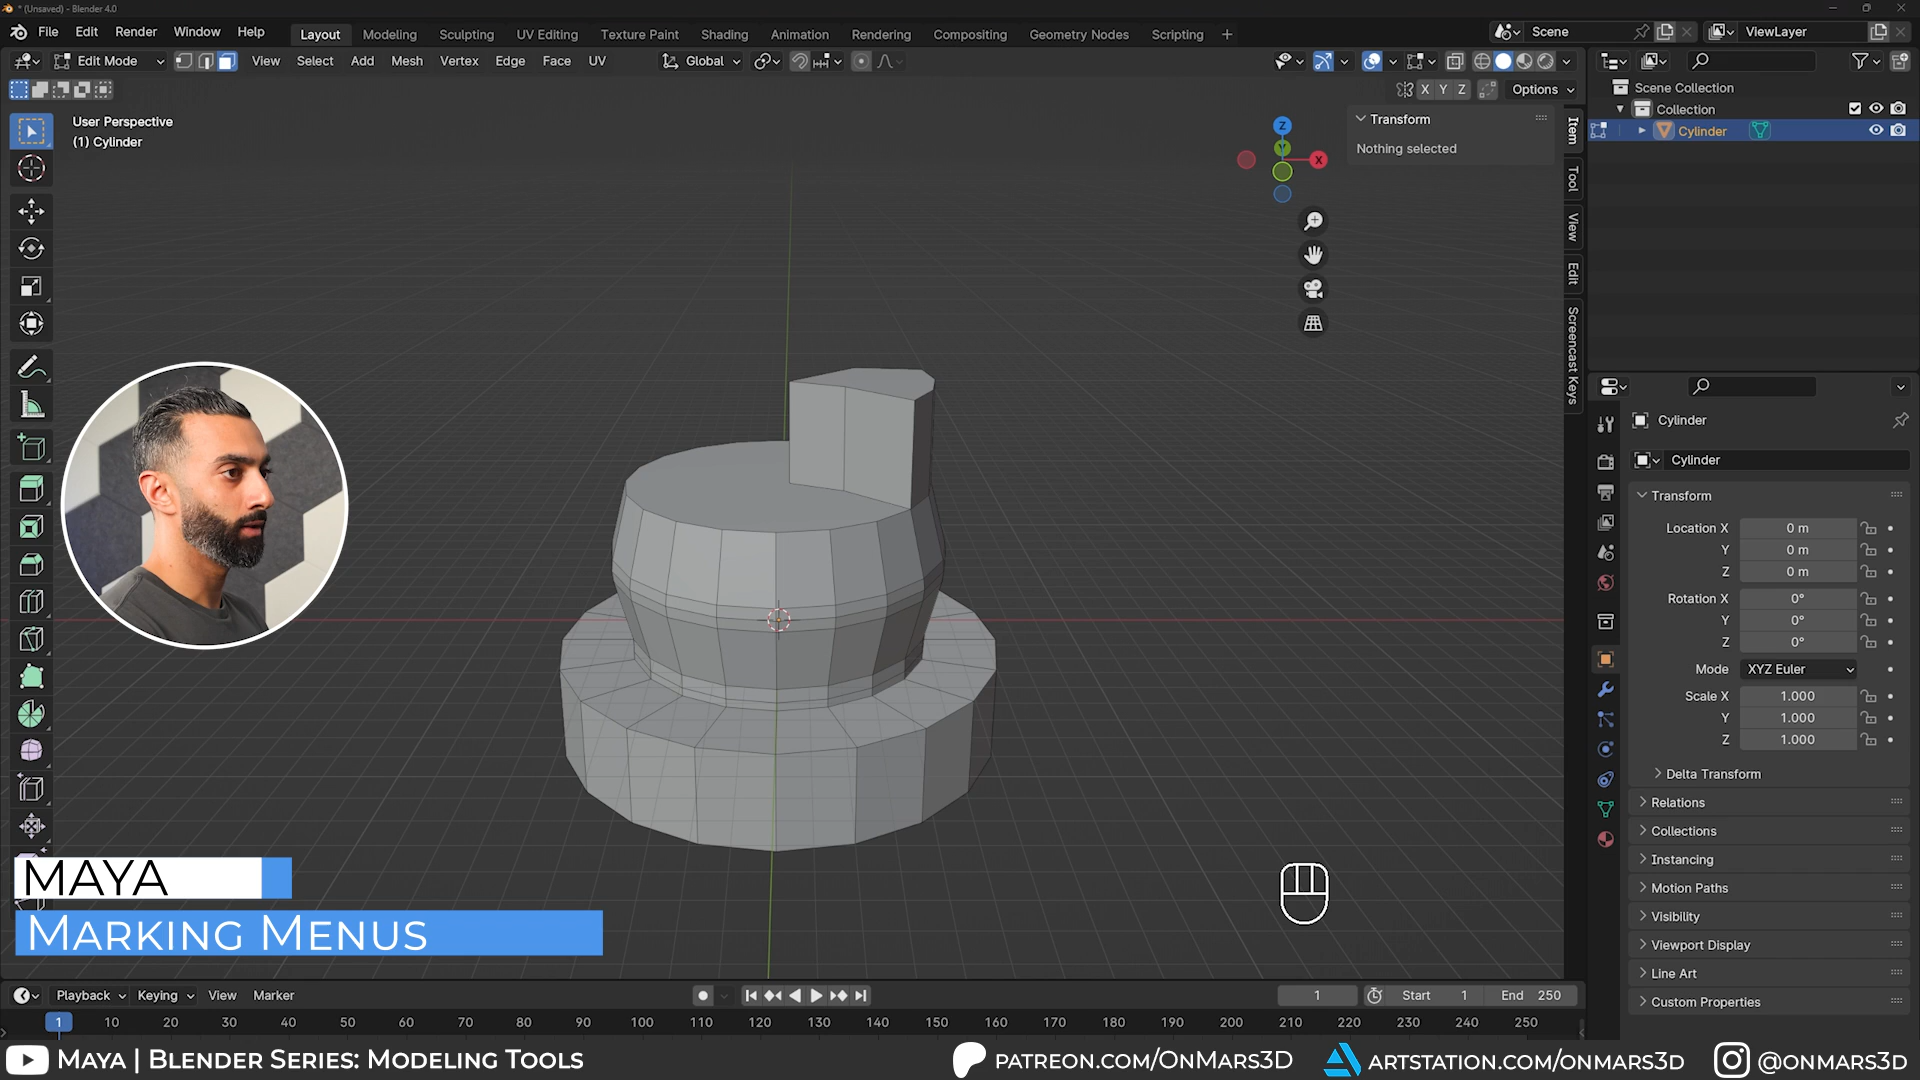 * (Unsaved) - Blender 4.0
File Edit Render Window Help
Layout Modeling Sculpting UV Editing Texture Paint Shading Animation Rendering Compositing Geometry Nodes Scripting +
Scene
ViewLayer
Edit Mode View Select Add Mesh Vertex Edge Face UV
Global
X Y Z Options
User Perspective
(1) Cylinder
Z
Y
X
Transform
Nothing selected
Item
Tool
View
Edit
Screencast Keys
Scene Collection
Collection
Cylinder
Cylinder
Cylinder
Transform
Location X 0 m
Y 0 m
Z 0 m
Rotation X 0°
Y 0°
Z 0°
Mode XYZ Euler
Scale X 1.000
Y 1.000
Z 1.000
Delta Transform
Relations
Collections
Instancing
Motion Paths
Visibility
Viewport Display
Line Art
Custom Properties
MAYA
MARKING MENUS
Playback Keying View Marker
1 Start 1 End 250
1 10 20 30 40 50 60 70 80 90 100 110 120 130 140 150 160 170 180 190 200 210 220 230 240 250
MAYA | BLENDER SERIES: MODELING TOOLS
PATREON.COM/ONMARS3D
ARTSTATION.COM/ONMARS3D
@ONMARS3D